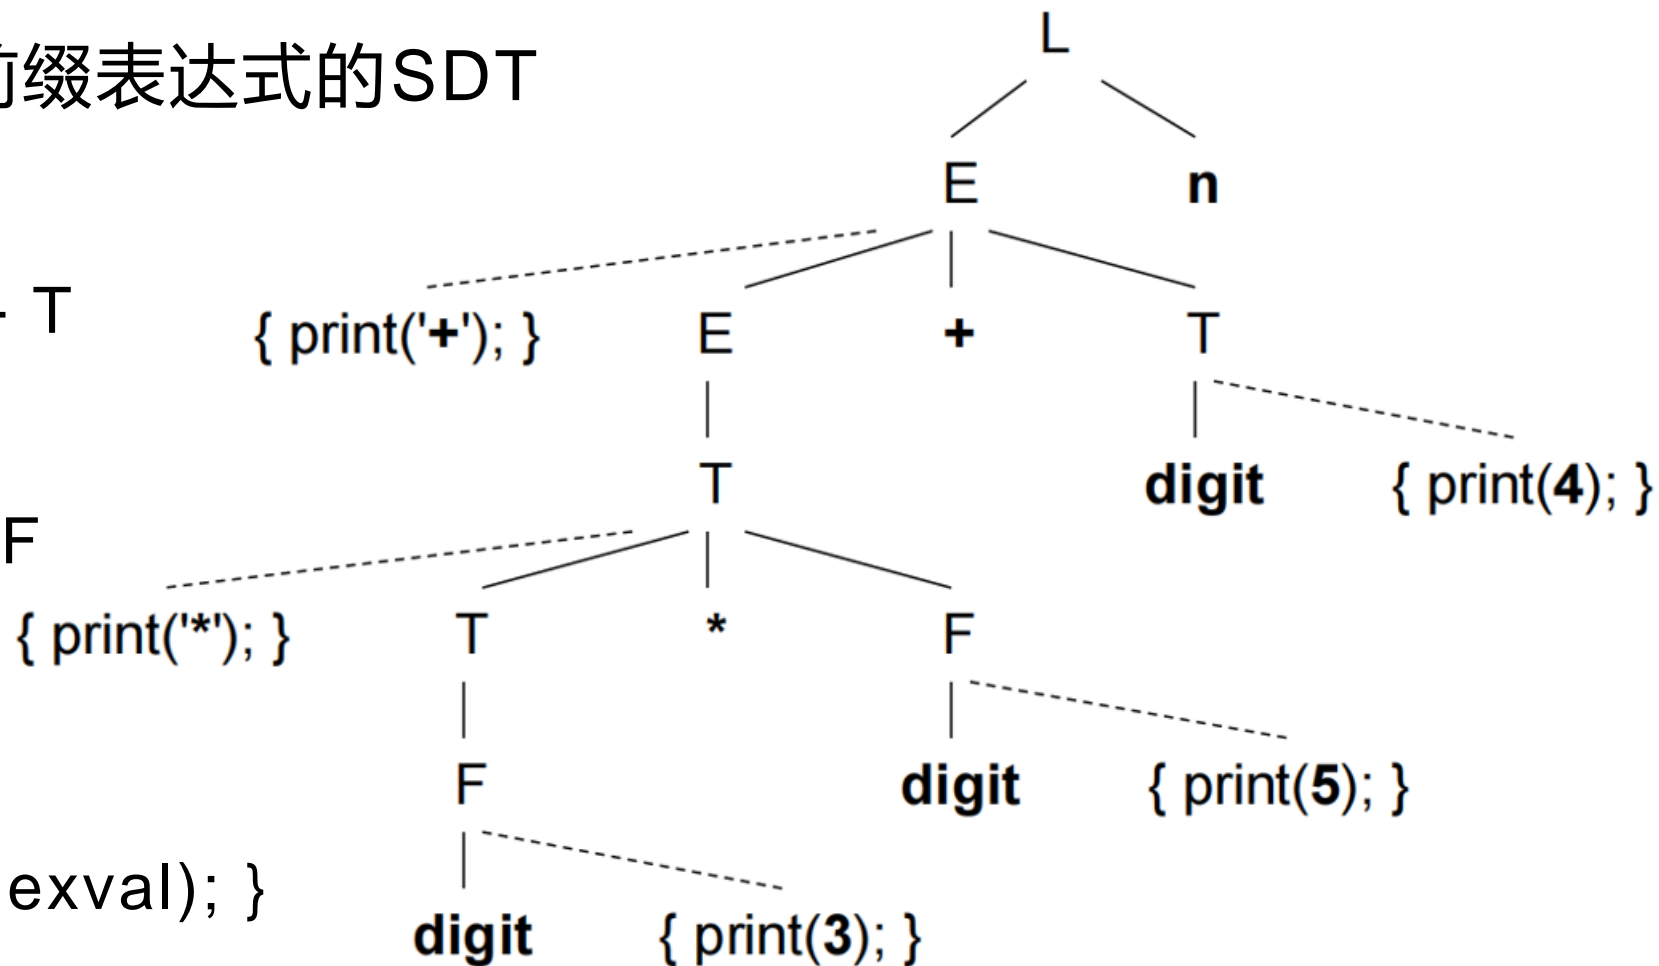 缀表达式的SDT
L
E n
T
{ print('+'); } E + T
T digit { print(4); }
F
{ print('*'); } T * F
F digit { print(5); }
exval); }
digit { print(3); }